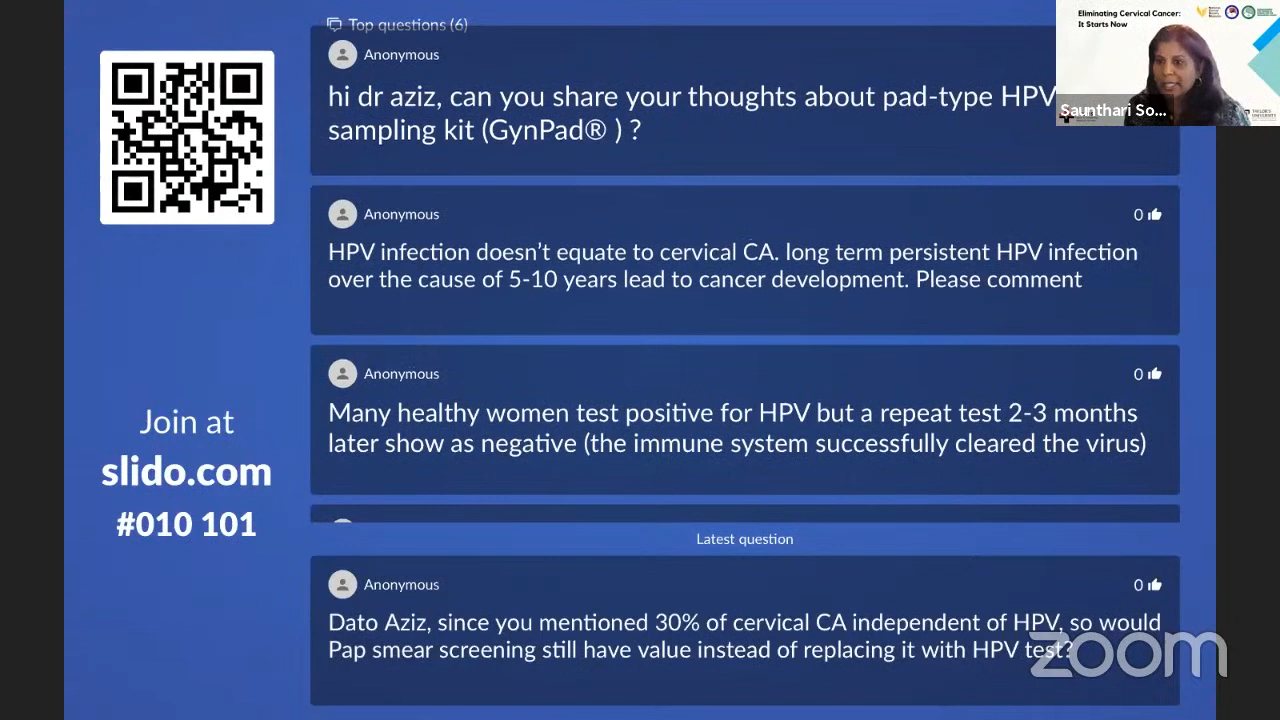 Top questions (6)
Anonymous
hi dr aziz, can you share your thoughts about pad-type HPV
sampling kit (GynPad® ) ?
Anonymous
0
HPV infection doesn’t equate to cervical CA. long term persistent HPV infection
over the cause of 5-10 years lead to cancer development. Please comment
Anonymous
0
Many healthy women test positive for HPV but a repeat test 2-3 months
later show as negative (the immune system successfully cleared the virus)
Join at
slido.com
#010 101
Latest question
Anonymous
0
Dato Aziz, since you mentioned 30% of cervical CA independent of HPV, so would
Pap smear screening still have value instead of replacing it with HPV test?
zoom
Eliminating Cervical Cancer:
It Starts Now
Saunthari So...